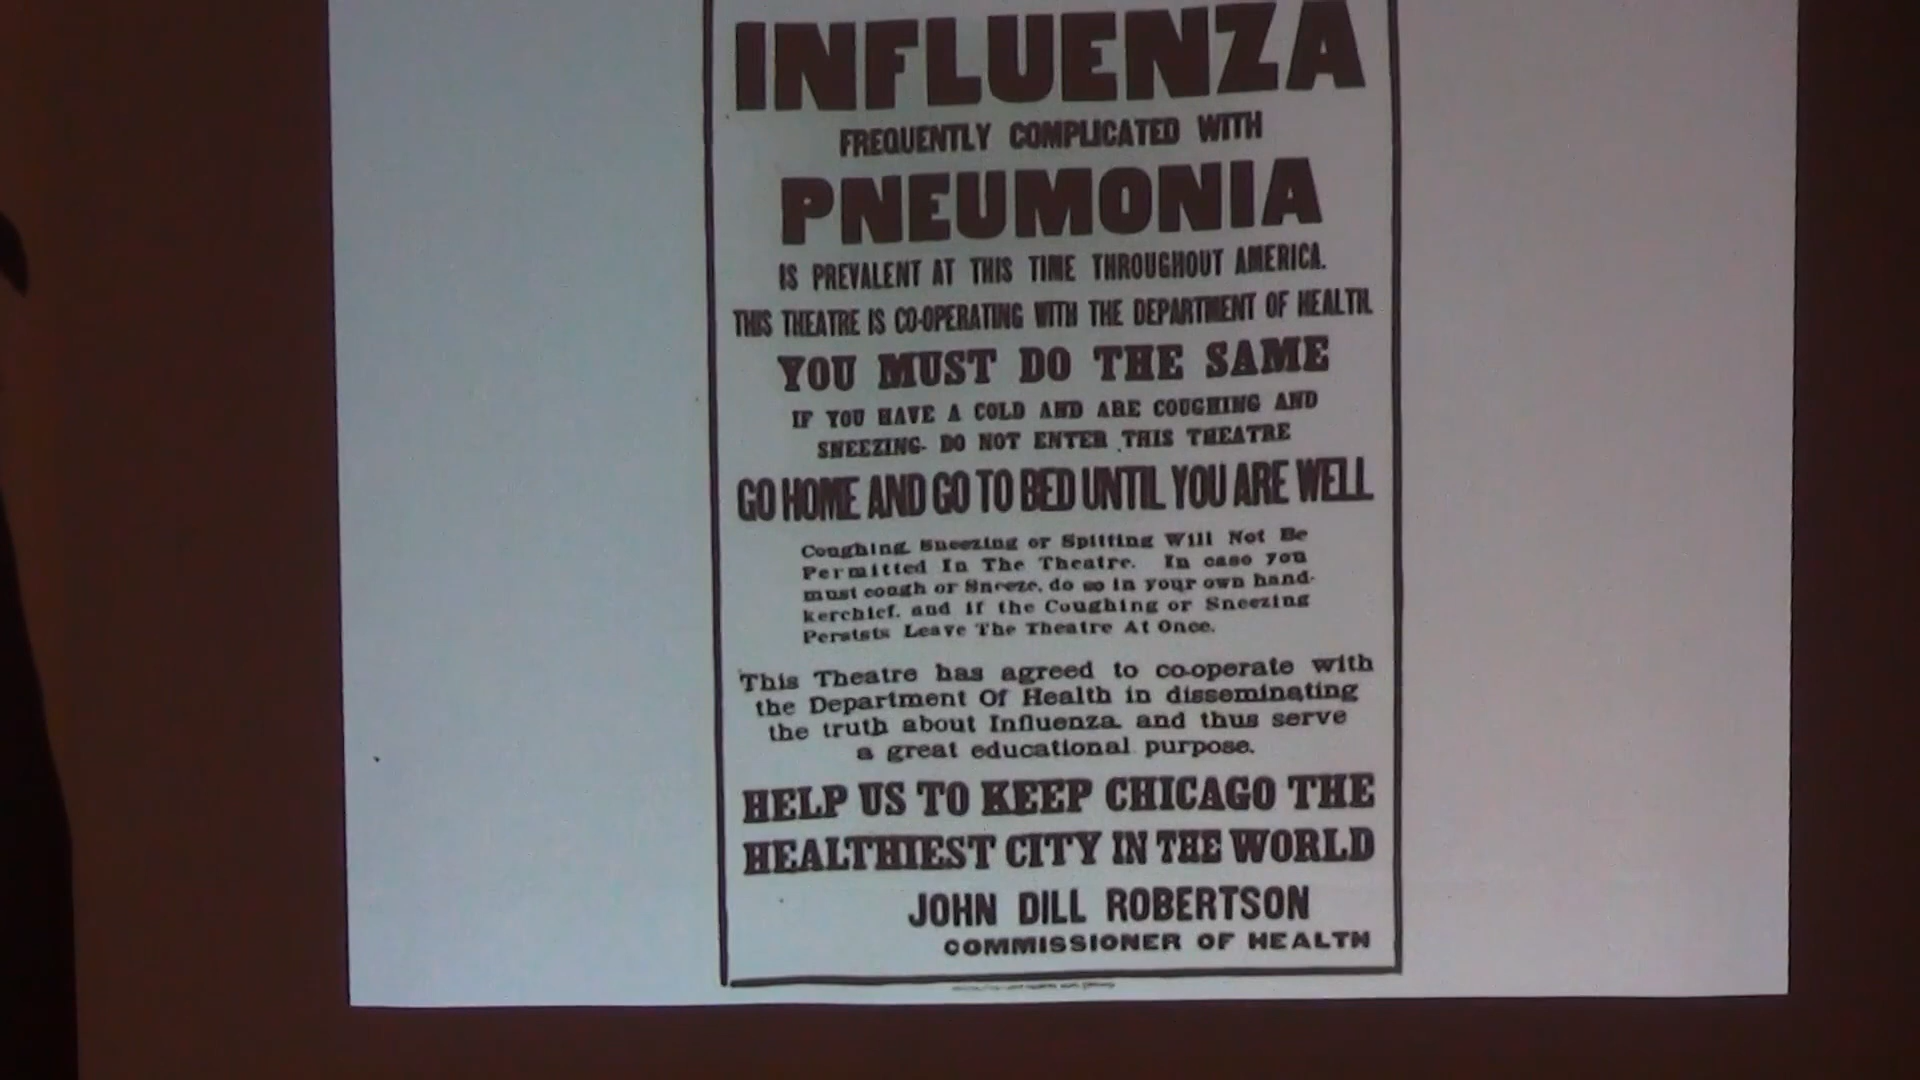 INFLUENZA
FREQUENTLY COMPLICATED WITH
PNEUMONIA
IS PREVALENT AT THIS TIME THROUGHOUT AMERICA.
THIS THEATRE IS CO-OPERATING WITH THE DEPARTMENT OF HEALTH.
YOU MUST DO THE SAME
IF YOU HAVE A COLD AND ARE COUGHING AND
SNEEZING- DO NOT ENTER THIS THEATRE
GO HOME AND GO TO BED UNTIL YOU ARE WELL
Coughing, Sneezing or Spitting Will Not Be
Permitted In The Theatre. In case you
must cough or Sneeze, do so in your own hand-
kerchief, and if the Coughing or Sneezing
Persists Leave The Theatre At Once.
This Theatre has agreed to co-operate with
the Department Of Health in disseminating
the truth about Influenza, and thus serve
a great educational purpose.
HELP US TO KEEP CHICAGO THE
HEALTHIEST CITY IN THE WORLD
JOHN DILL ROBERTSON
COMMISSIONER OF HEALTH